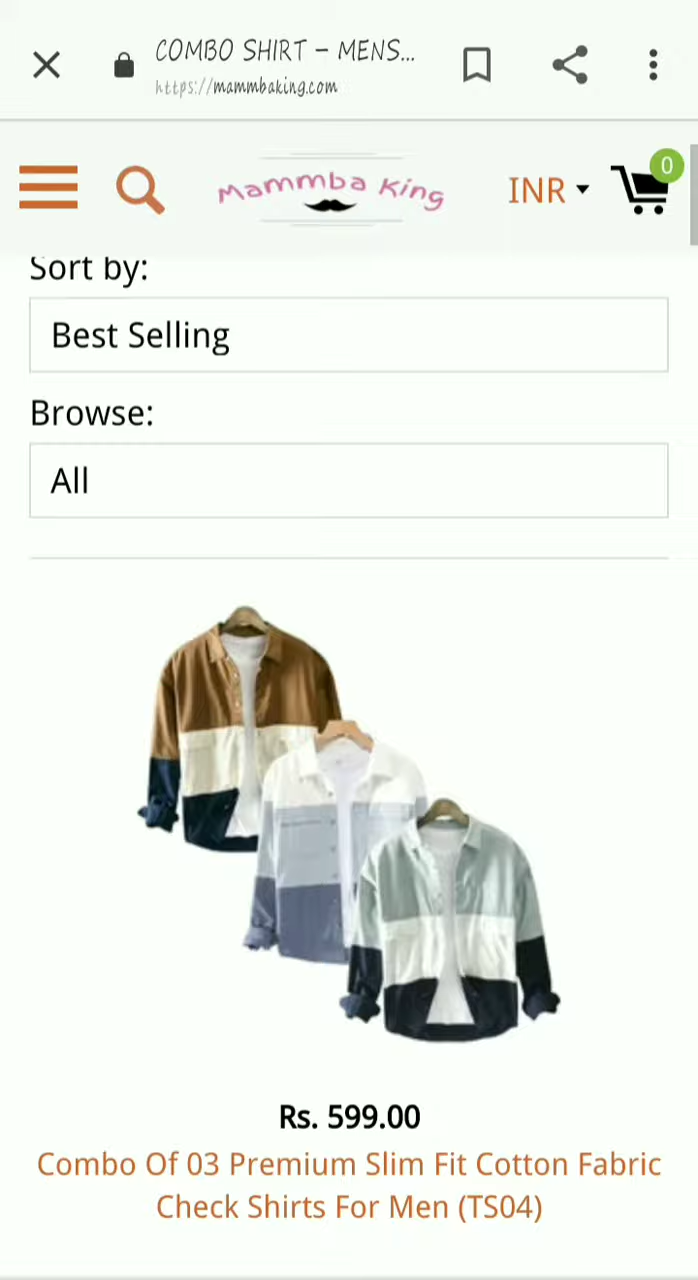 COMBO SHIRT – MENS...
https://mammbaking.com
Mammba King
INR
0
Sort by:
Best Selling
Browse:
All
Rs. 599.00
Combo Of 03 Premium Slim Fit Cotton Fabric
Check Shirts For Men (TS04)